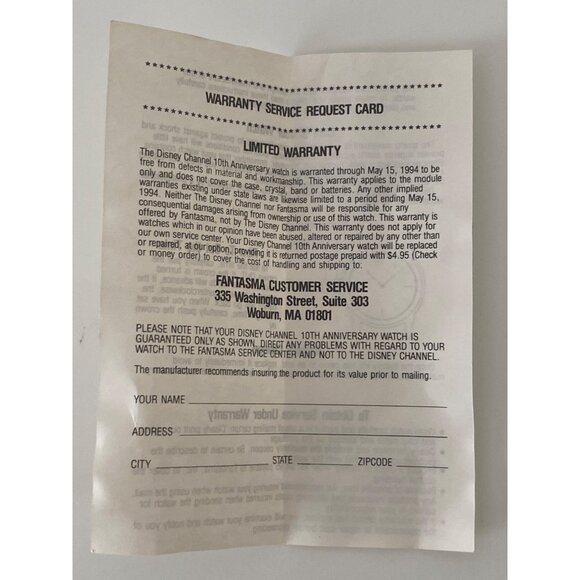 ****************************************
WARRANTY SERVICE REQUEST CARD
****************************************
LIMITED WARRANTY
The Disney Channel 10th Anniversary watch is warranted through May 15, 1994 to be
free from defects in material and workmanship. This warranty applies to the module
only and does not cover the case, crystal, band or batteries. Any other implied
warranties existing under state laws are likewise limited to a period ending May 15,
1994. Neither The Disney Channel nor Fantasma will be responsible for any
consequential damages arising from ownership or use of this watch. This warranty is
offered by Fantasma, not by The Disney Channel. This warranty does not apply for
watches which in our opinion have been abused, altered or repaired by any other than
our own service center. Your Disney Channel 10th Anniversary watch will be replaced
or repaired, at our option, providing it is returned postage prepaid with $4.95 (Check
or money order) to cover the cost of handling and shipping to:
FANTASMA CUSTOMER SERVICE
335 Washington Street, Suite 303
Woburn, MA 01801
PLEASE NOTE THAT YOUR DISNEY CHANNEL 10TH ANNIVERSARY WATCH IS
GUARANTEED ONLY AS SHOWN. DIRECT ANY PROBLEMS WITH REGARD TO YOUR
WATCH TO THE FANTASMA SERVICE CENTER AND NOT TO THE DISNEY CHANNEL.
The manufacturer recommends insuring the product for its value prior to mailing.
YOUR NAME
ADDRESS
CITY STATE ZIPCODE